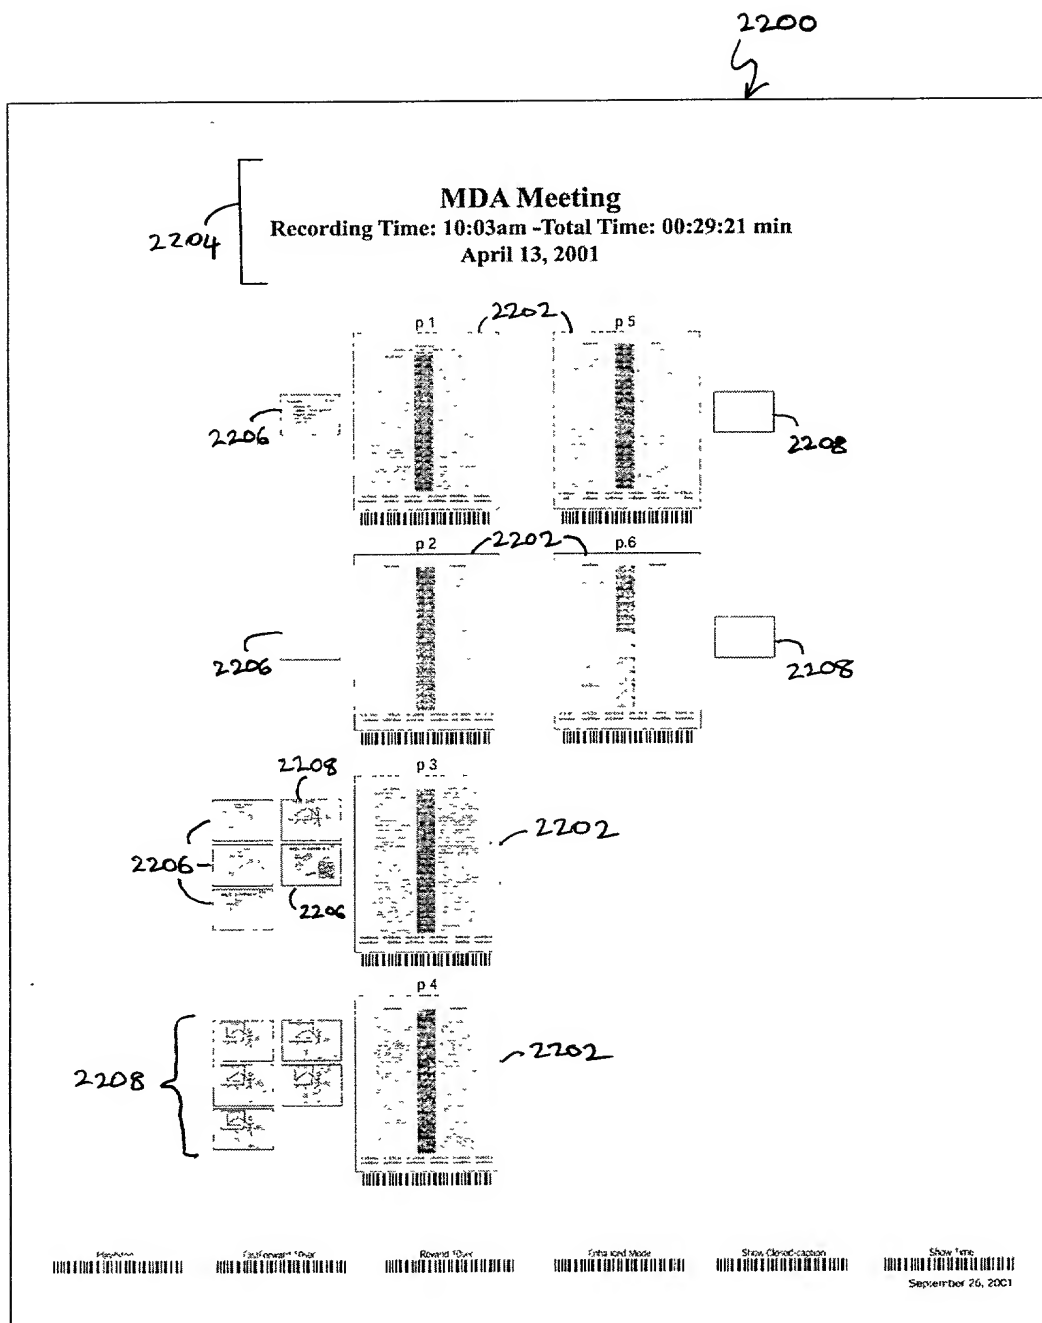 2200
MDA Meeting
Recording Time: 10:03am -Total Time: 00:29:21 min
April 13, 2001
2204
2202
p 1
p 5
2206
2208
2202
p 2
p.6
2206
2208
2208
p 3
2206
2202
2206
p 4
2208
2202
FastForward
Rewind
Enhanced Mode
Show Closed-caption
Show Time
September 26, 2001